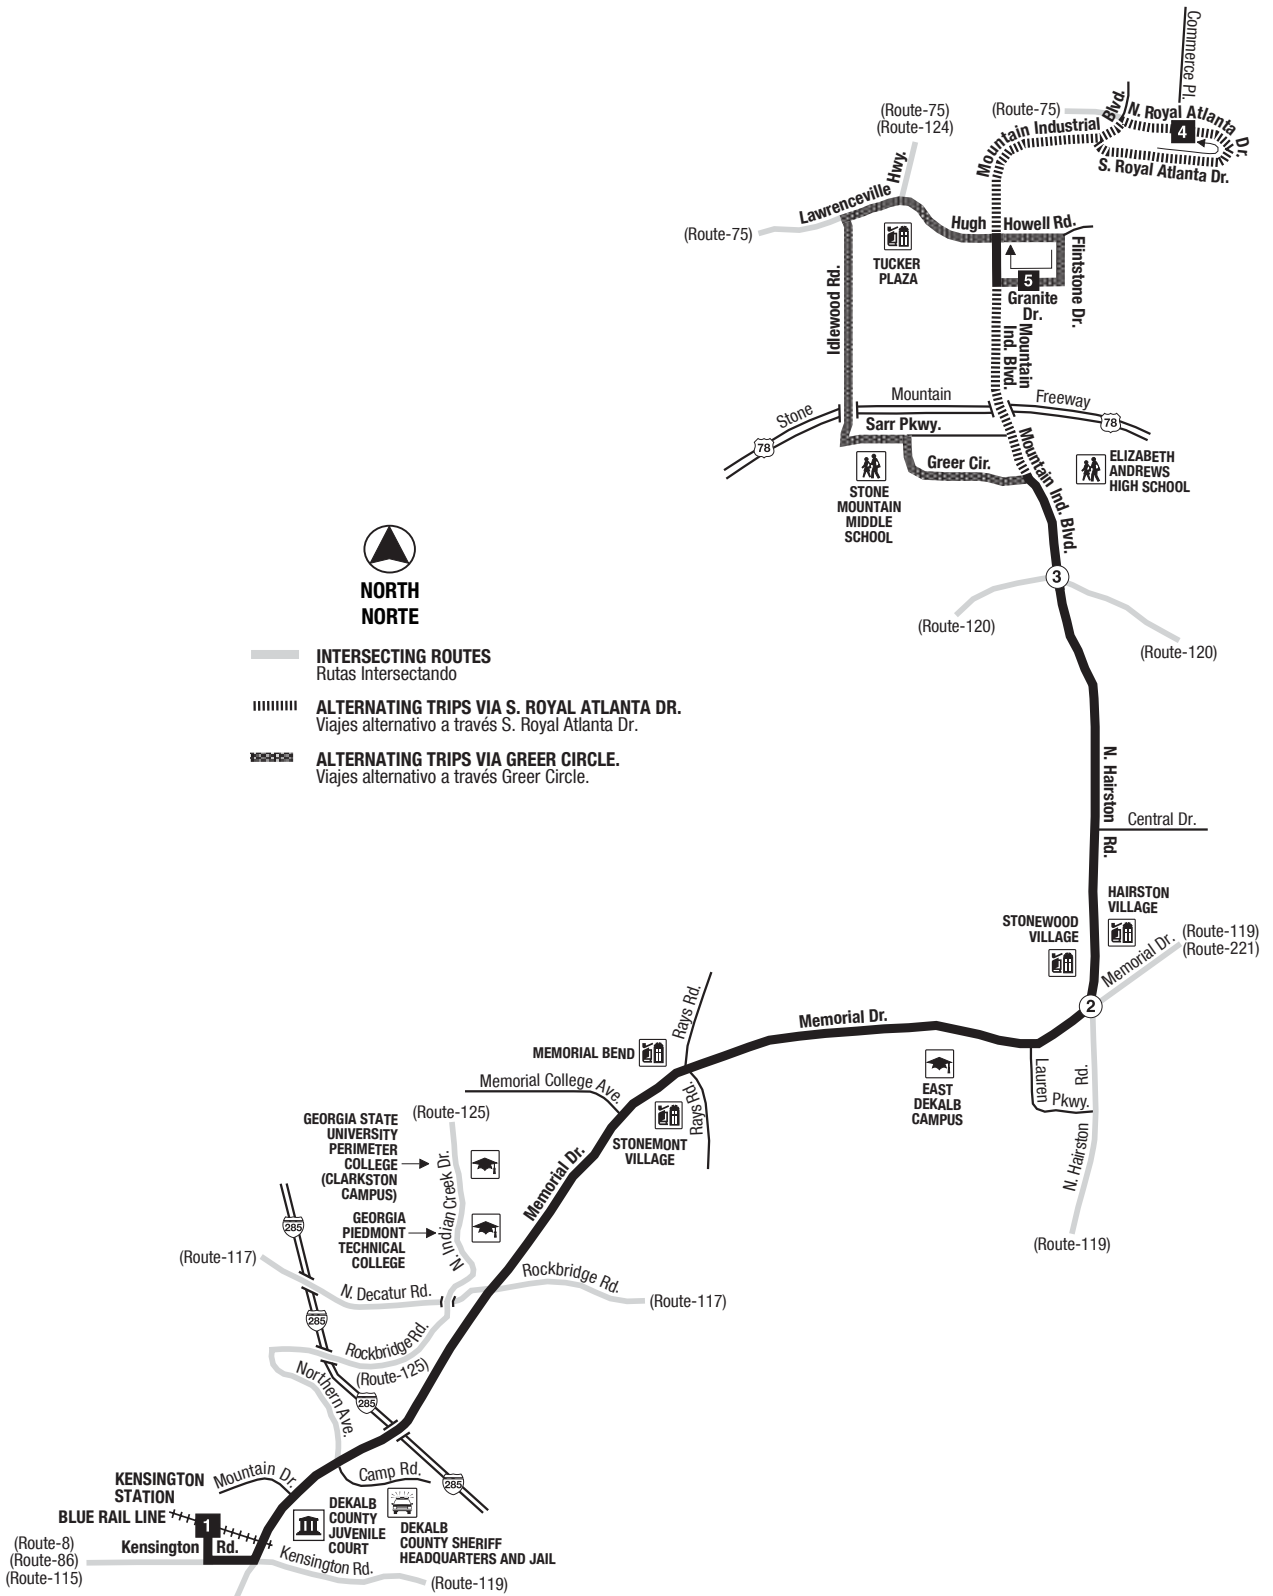 Commerce Pl.
(Route-75)
(Route-124)
(Route-75)
Mountain Industrial Blvd.
N. Royal Atlanta Dr.
4
S. Royal Atlanta Dr.
Lawrenceville Hwy.
(Route-75)
Hugh Howell Rd.
TUCKER
PLAZA
5
Granite
Dr.
Flintstone Dr.
Idlewood Rd.
Mountain
Ind. Blvd.
Stone Mountain Freeway
78
78
Sarr Pkwy.
Greer Cir.
Mountain Ind. Blvd.
STONE
MOUNTAIN
MIDDLE
SCHOOL
ELIZABETH
ANDREWS
HIGH SCHOOL
NORTH
NORTE
3
(Route-120)
(Route-120)
INTERSECTING ROUTES
Rutas Intersectando
ALTERNATING TRIPS VIA S. ROYAL ATLANTA DR.
Viajes alternativo a través S. Royal Atlanta Dr.
ALTERNATING TRIPS VIA GREER CIRCLE.
Viajes alternativo a través Greer Circle.
N. Hairston Rd.
Central Dr.
HAIRSTON
VILLAGE
STONEWOOD
VILLAGE
Memorial Dr.
(Route-119)
(Route-221)
2
Memorial Dr.
Rays Rd.
MEMORIAL BEND
Memorial College Ave.
Rays Rd.
STONEMONT
VILLAGE
EAST
DEKALB
CAMPUS
Lauren
Pkwy.
N. Hairston Rd.
(Route-119)
(Route-125)
GEORGIA STATE
UNIVERSITY
PERIMETER
COLLEGE
(CLARKSTON
CAMPUS)
GEORGIA
PIEDMONT
TECHNICAL
COLLEGE
N. Indian Creek Dr.
Memorial Dr.
285
(Route-117)
N. Decatur Rd.
Rockbridge Rd.
(Route-117)
285
Rockbridge Rd.
(Route-125)
Northern Ave.
285
Camp Rd.
285
Mountain Dr.
KENSINGTON
STATION
BLUE RAIL LINE
1
Kensington Rd.
(Route-8)
(Route-86)
(Route-115)
DEKALB
COUNTY
JUVENILE
COURT
DEKALB
COUNTY SHERIFF
HEADQUARTERS AND JAIL
Kensington Rd.
(Route-119)